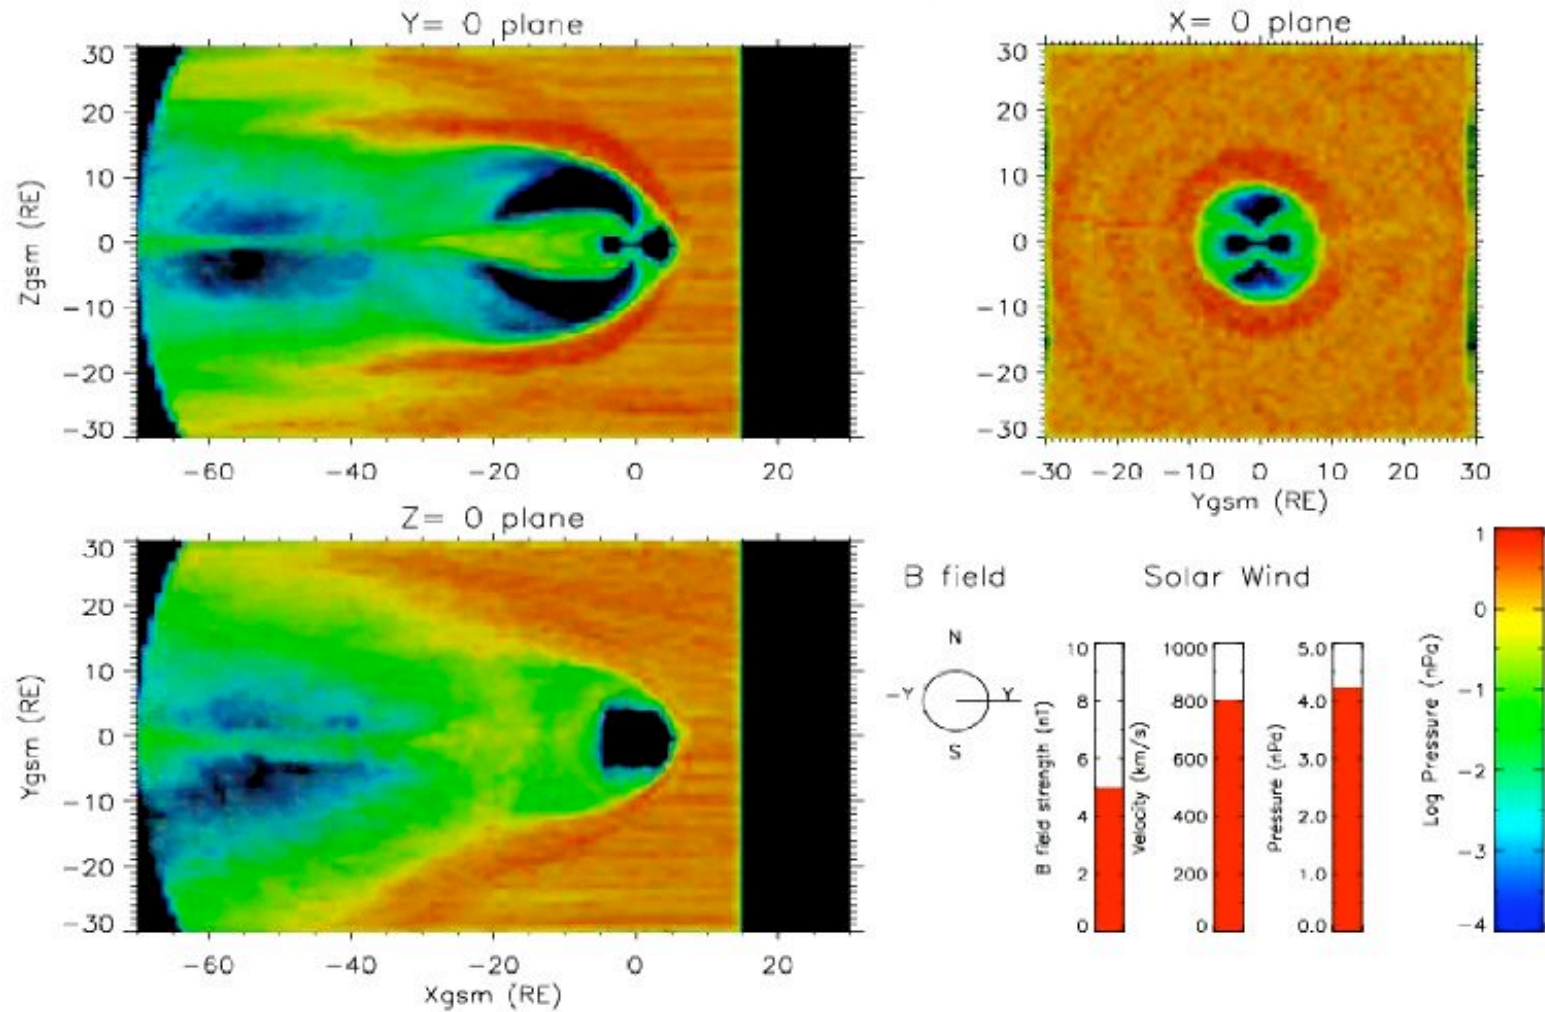 Y= 0 plane
30
20
10
0
-10
-20
-30
Zgsm (RE)
-60 -40 -20 0 20
X= 0 plane
30
20
10
0
-10
-20
-30
-30 -20 -10 0 10 20 30
Ygsm (RE)
Z= 0 plane
30
20
10
0
-10
-20
-30
Ygsm (RE)
-60 -40 -20 0 20
Xgsm (RE)
B field
N
-Y Y
S
Solar Wind
B field strength (nT)
10
8
6
4
2
0
Velocity (km/s)
1000
800
600
400
200
0
Pressure (nPa)
5.0
4.0
3.0
2.0
1.0
0.0
Log Pressure (nPa)
1
0
-1
-2
-3
-4